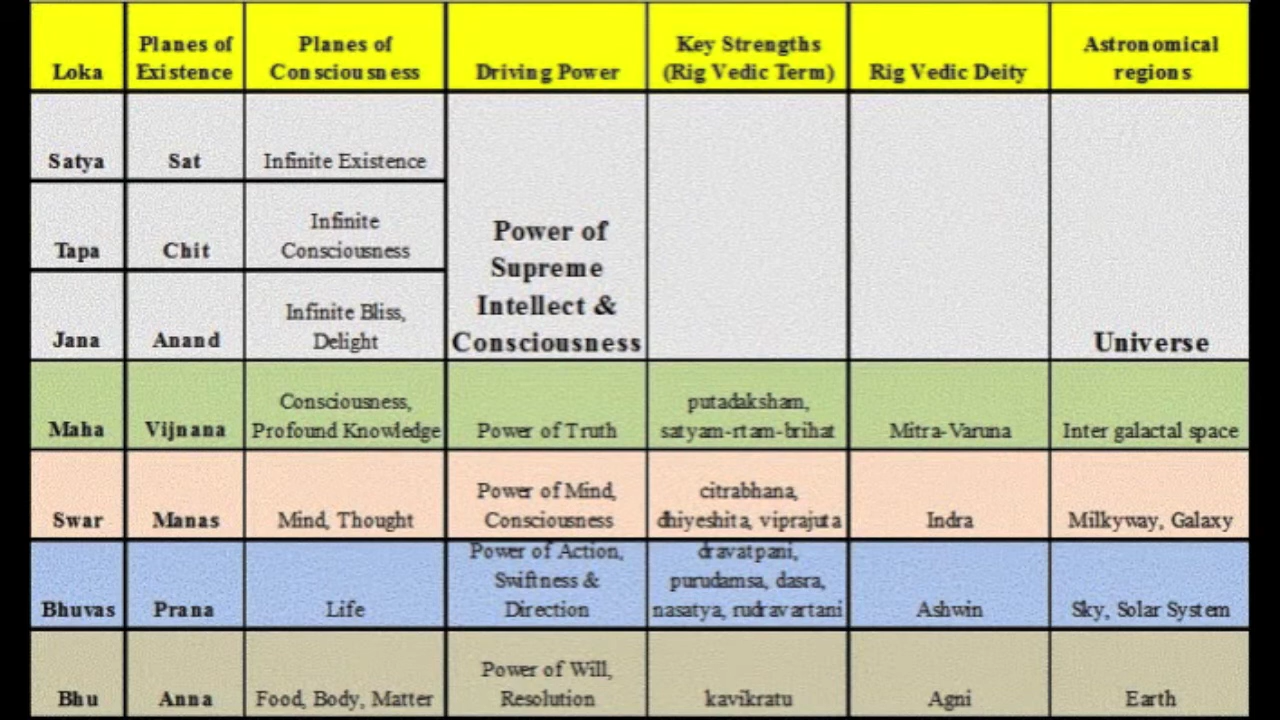 Loka
Planes of
Existence
Planes of
Consciousness
Driving Power
Key Strengths
(Rig Vedic Term)
Rig Vedic Deity
Astronomical
regions
Satya
Sat
Infinite Existence
Power of
Supreme
Intellect &
Consciousness
Universe
Tapa
Chit
Infinite
Consciousness
Jana
Anand
Infinite Bliss,
Delight
Maha
Vijnana
Consciousness,
Profound Knowledge
Power of Truth
putadaksham,
satyam-rtam-brihat
Mitra-Varuna
Inter galactal space
Swar
Manas
Mind, Thought
Power of Mind,
Consciousness
citrabhana,
dhiyeshita, viprajuta
Indra
Milkyway, Galaxy
Bhuvas
Prana
Life
Power of Action,
Swiftness &
Direction
dravatpani,
purudamsa, dasra,
nasatya, rudravartani
Ashwin
Sky, Solar System
Bhu
Anna
Food, Body, Matter
Power of Will,
Resolution
kavikratu
Agni
Earth